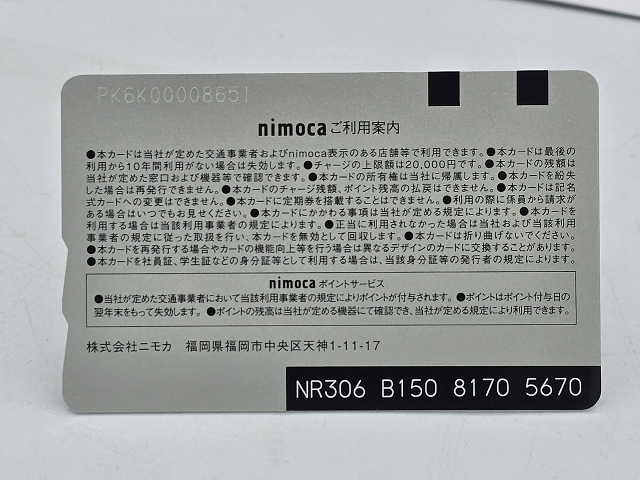 PK6K00008651
nimoca ご利用案内
●本カードは当社が定めた交通事業者およびnimoca表示のある店舗等で利用できます。●本カードは最後の
利用から10年間利用がない場合は失効します。●チャージの上限額は20,000円です。●本カードの残額は
当社が定めた窓口および機器等で確認できます。●本カードの所有権は当社に帰属します。●本カードを紛失
した場合は再発行できません。●本カードのチャージ残額、ポイント残高の払戻はできません。●本カードは記名
式カードへの変更はできません。●本カードに定期券を搭載することはできません。●利用の際に係員から請求が
ある場合はいつでもお見せください。●本カードにかかわる事項は当社が定める規定によります。●本カードを
利用する場合は当該利用事業者の規定によります。●正当に利用されなかった場合は当社および当該利用
事業者の規定に従った取扱を行い、本カードを無効として回収します。●本カードは折り曲げないでください。
●本カードを再発行する場合やカードの機能向上等を行う場合は異なるデザインのカードに交換することがあります。
●本カードを社員証、学生証などの身分証等として利用する場合は、当該身分証等の発行者の規定によります。
nimoca ポイントサービス
●当社が定めた交通事業者において当該利用事業者の規定によりポイントが付与されます。●ポイントはポイント付与日の
翌年末をもって失効します。●ポイントの残高は当社が定める機器にて確認でき、当社が定める規定により利用できます。
株式会社ニモカ 福岡県福岡市中央区天神1-11-17
NR306 B150 8170 5670